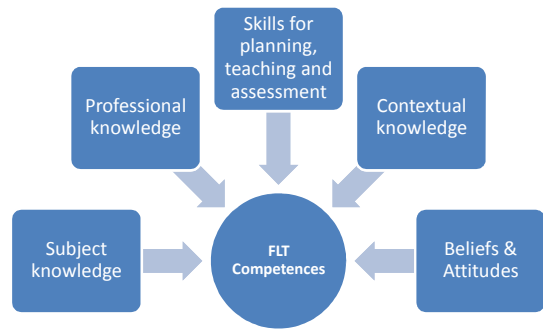 Skills for
planning,
teaching and
assessment
Professional
knowledge
Contextual
knowledge
Subject
knowledge
FLT
Competences
Beliefs &
Attitudes